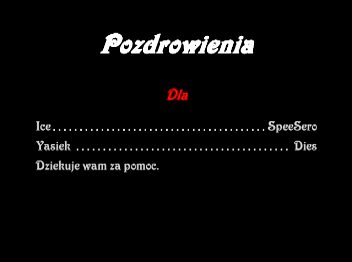 Pozdrowienia
Dla
Ice........................................SpeeSero
Yasiek ........................................ Dies
Dziekuje wam za pomoc.